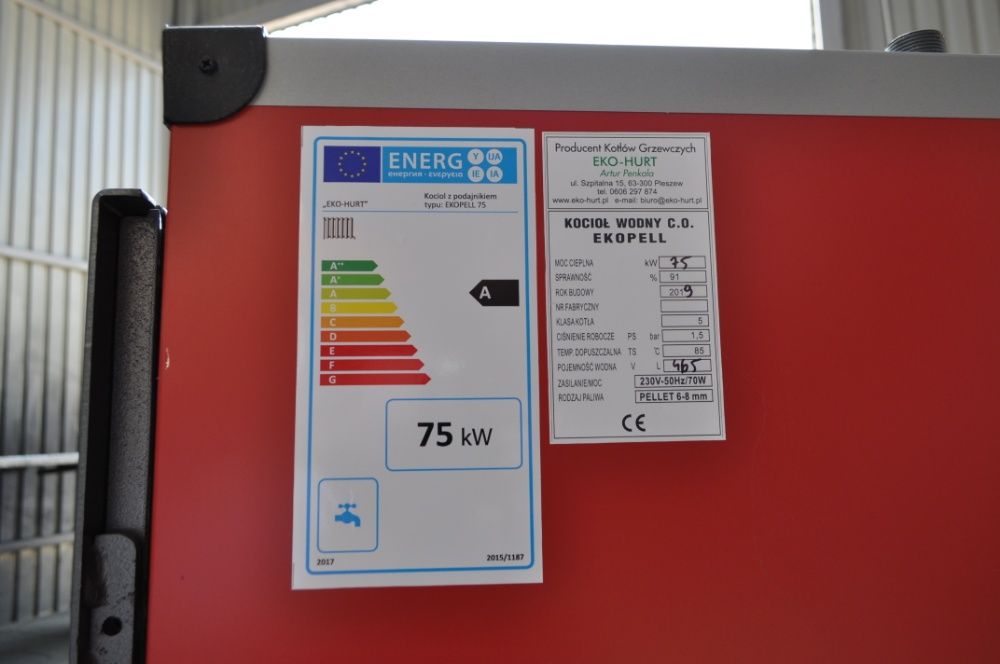 ENERG Y UA
енергия · ενεργεια IE IA
„EKO-HURT"
Kocioł z podajnikiem
typu: EKOPELL 75
A++
A+
A
B
C
D
E
F
G
A
75 kW
2017
2015/1187
Producent Kotłów Grzewczych
EKO-HURT
Artur Penkala
ul. Szpitalna 15, 63-300 Pleszew
tel. 0606 297 874
www.eko-hurt.pl e-mail: biuro@eko-hurt.pl
KOCIOŁ WODNY C.O.
EKOPELL
MOC CIEPLNA kW 75
SPRAWNOŚĆ % 91
ROK BUDOWY 2019
NR FABRYCZNY
KLASA KOTŁA 5
CIŚNIENIE ROBOCZE PS bar 1,5
TEMP. DOPUSZCZALNA TS °C 85
POJEMNOŚĆ WODNA V L 465
ZASILANIE/MOC 230V-50Hz/70W
RODZAJ PALIWA PELLET 6-8 mm
CE